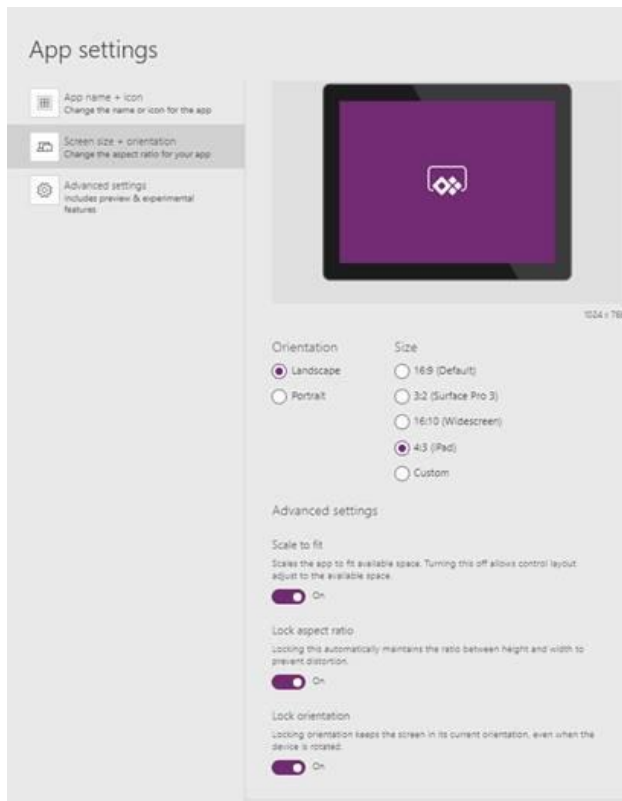 App settings
App name + icon
Change the name or icon for the app
Screen size + orientation
Change the aspect ratio for your app
Advanced settings
Includes preview & experimental
features
1024 x 768
Orientation
Size
Landscape
16:9 (Default)
Portrait
3:2 (Surface Pro 3)
16:10 (Widescreen)
4:3 (iPad)
Custom
Advanced settings
Scale to fit
Scales the app to fit available space. Turning this off allows control layout
adjust to the available space.
On
Lock aspect ratio
Locking this automatically maintains the ratio between height and width to
prevent distortion.
On
Lock orientation
Locking orientation keeps the screen in its current orientation, even when the
device is rotated.
On